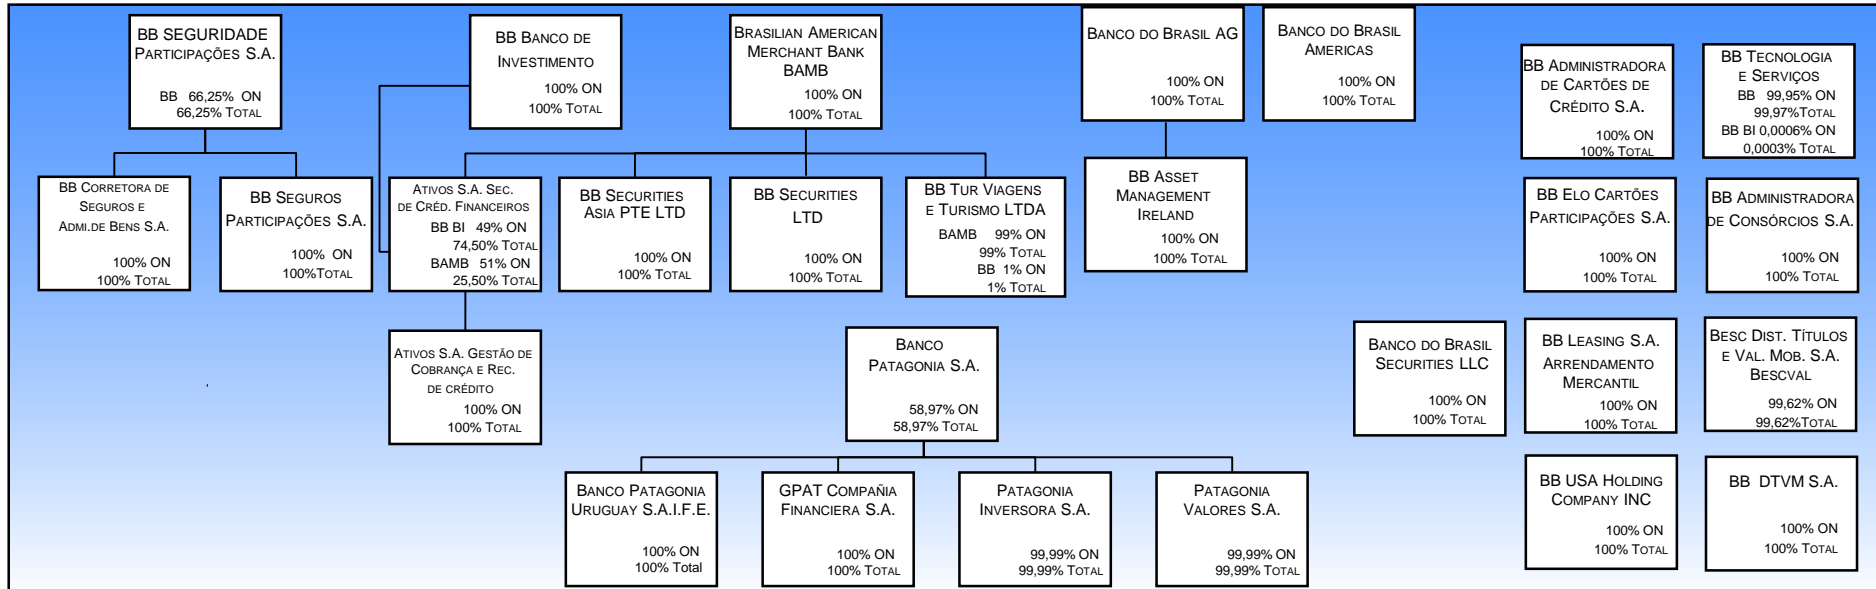 BB SEGURIDADE
PARTICIPAÇÕES S.A.
BB 66,25% ON
66,25% TOTAL
BB BANCO DE
INVESTIMENTO
100% ON
100% TOTAL
BRASILIAN AMERICAN
MERCHANT BANK
BAMB
100% ON
100% TOTAL
BANCO DO BRASIL AG
100% ON
100% TOTAL
BANCO DO BRASIL
AMERICAS
100% ON
100% TOTAL
BB ADMINISTRADORA
DE CARTÕES DE
CRÉDITO S.A.
100% ON
100% TOTAL
BB TECNOLOGIA
E SERVIÇOS
BB 99,95% ON
99,97%TOTAL
BB BI 0,0006% ON
0,0003% TOTAL
BB CORRETORA DE
SEGUROS E
ADMI.DE BENS S.A.
100% ON
100% TOTAL
BB SEGUROS
PARTICIPAÇÕES S.A.
100% ON
100%TOTAL
ATIVOS S.A. SEC.
DE CRÉD. FINANCEIROS
BB BI 49% ON
74,50% TOTAL
BAMB 51% ON
25,50% TOTAL
BB SECURITIES
ASIA PTE LTD
100% ON
100% TOTAL
BB SECURITIES
LTD
100% ON
100% TOTAL
BB TUR VIAGENS
E TURISMO LTDA
BAMB 99% ON
99% TOTAL
BB 1% ON
1% TOTAL
BB ASSET
MANAGEMENT
IRELAND
100% ON
100% TOTAL
BB ELO CARTÕES
PARTICIPAÇÕES S.A.
100% ON
100% TOTAL
BB ADMINISTRADORA
DE CONSÓRCIOS S.A.
100% ON
100% TOTAL
ATIVOS S.A. GESTÃO DE
COBRANÇA E REC.
DE CRÉDITO
100% ON
100% TOTAL
BANCO
PATAGONIA S.A.
58,97% ON
58,97% TOTAL
BANCO DO BRASIL
SECURITIES LLC
100% ON
100% TOTAL
BB LEASING S.A.
ARRENDAMENTO
MERCANTIL
100% ON
100% TOTAL
BESC DIST. TÍTULOS
E VAL. MOB. S.A.
BESCVAL
99,62% ON
99,62%TOTAL
BANCO PATAGONIA
URUGUAY S.A.I.F.E.
100% ON
100% Total
GPAT COMPAÑIA
FINANCIERA S.A.
100% ON
100% TOTAL
PATAGONIA
INVERSORA S.A.
99,99% ON
99,99% TOTAL
PATAGONIA
VALORES S.A.
99,99% ON
99,99% TOTAL
BB USA HOLDING
COMPANY INC
100% ON
100% TOTAL
BB DTVM S.A.
100% ON
100% TOTAL